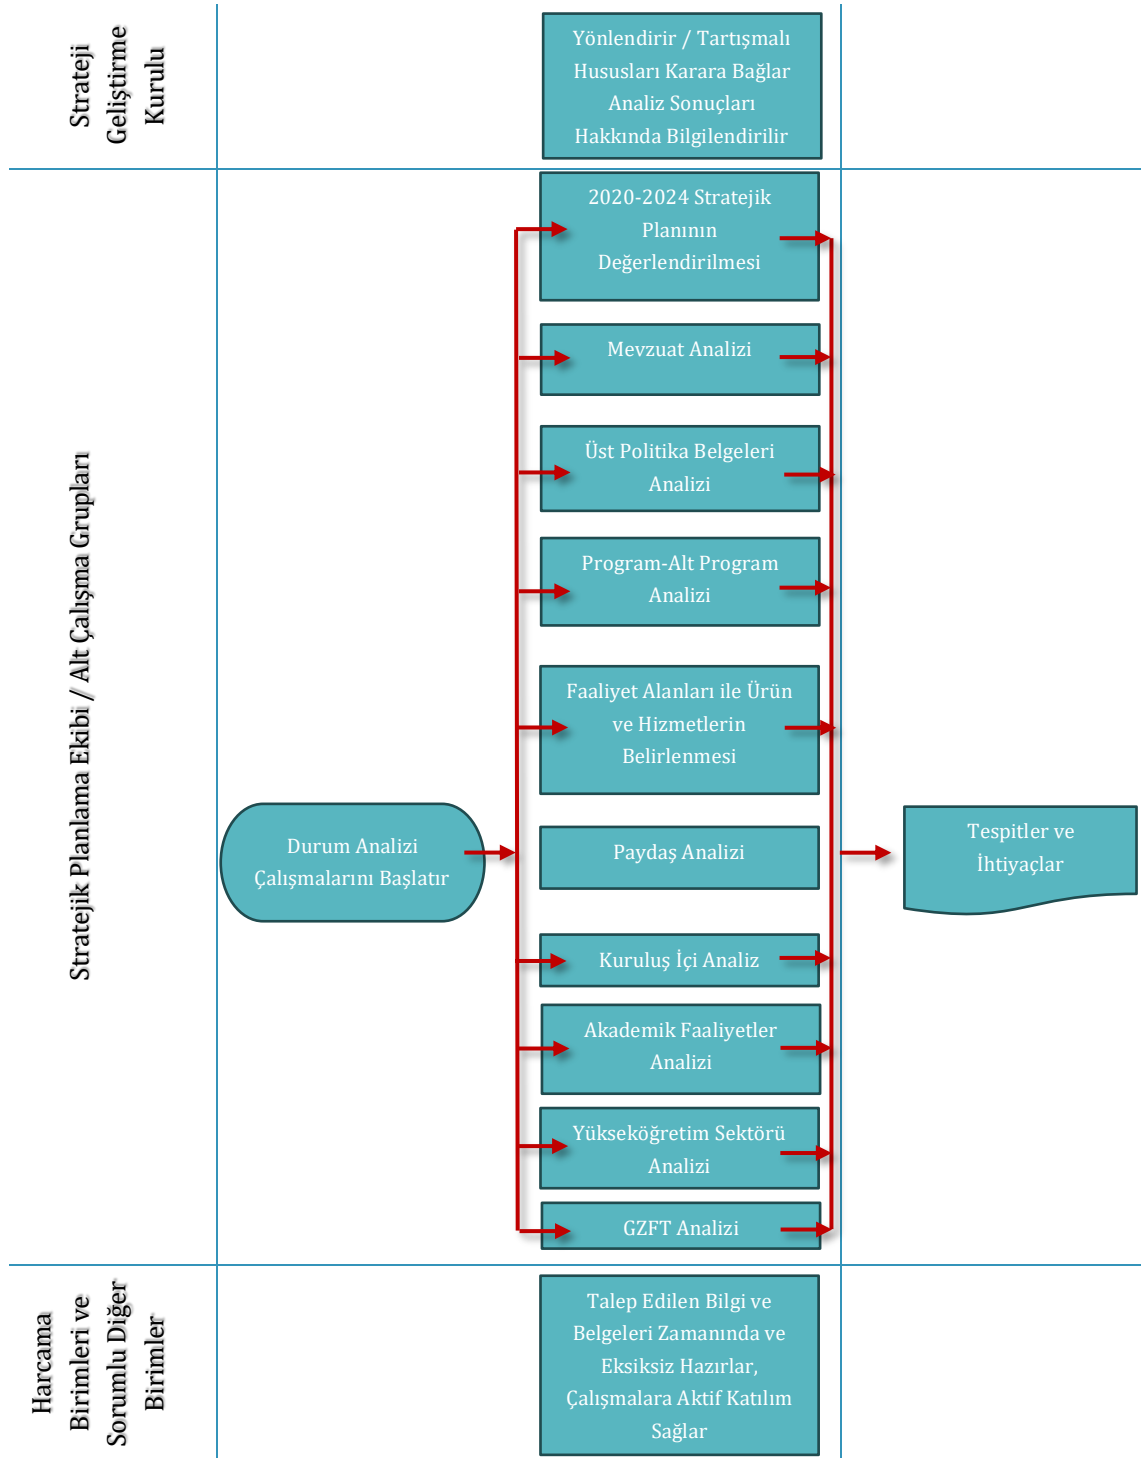 Strateji
Geliştirme
Kurulu
Yönlendirir / Tartışmalı
Hususları Karara Bağlar
Analiz Sonuçları
Hakkında Bilgilendirilir
Stratejik Planlama Ekibi / Alt Çalışma Grupları
Durum Analizi
Çalışmalarını Başlatır
2020-2024 Stratejik
Planının
Değerlendirilmesi
Mevzuat Analizi
Üst Politika Belgeleri
Analizi
Program-Alt Program
Analizi
Faaliyet Alanları ile Ürün
ve Hizmetlerin
Belirlenmesi
Paydaş Analizi
Kuruluş İçi Analiz
Akademik Faaliyetler
Analizi
Yükseköğretim Sektörü
Analizi
GZFT Analizi
Tespitler ve
İhtiyaçlar
Harcama
Birimleri ve
Sorumlu Diğer
Birimler
Talep Edilen Bilgi ve
Belgeleri Zamanında ve
Eksiksiz Hazırlar,
Çalışmalara Aktif Katılım
Sağlar